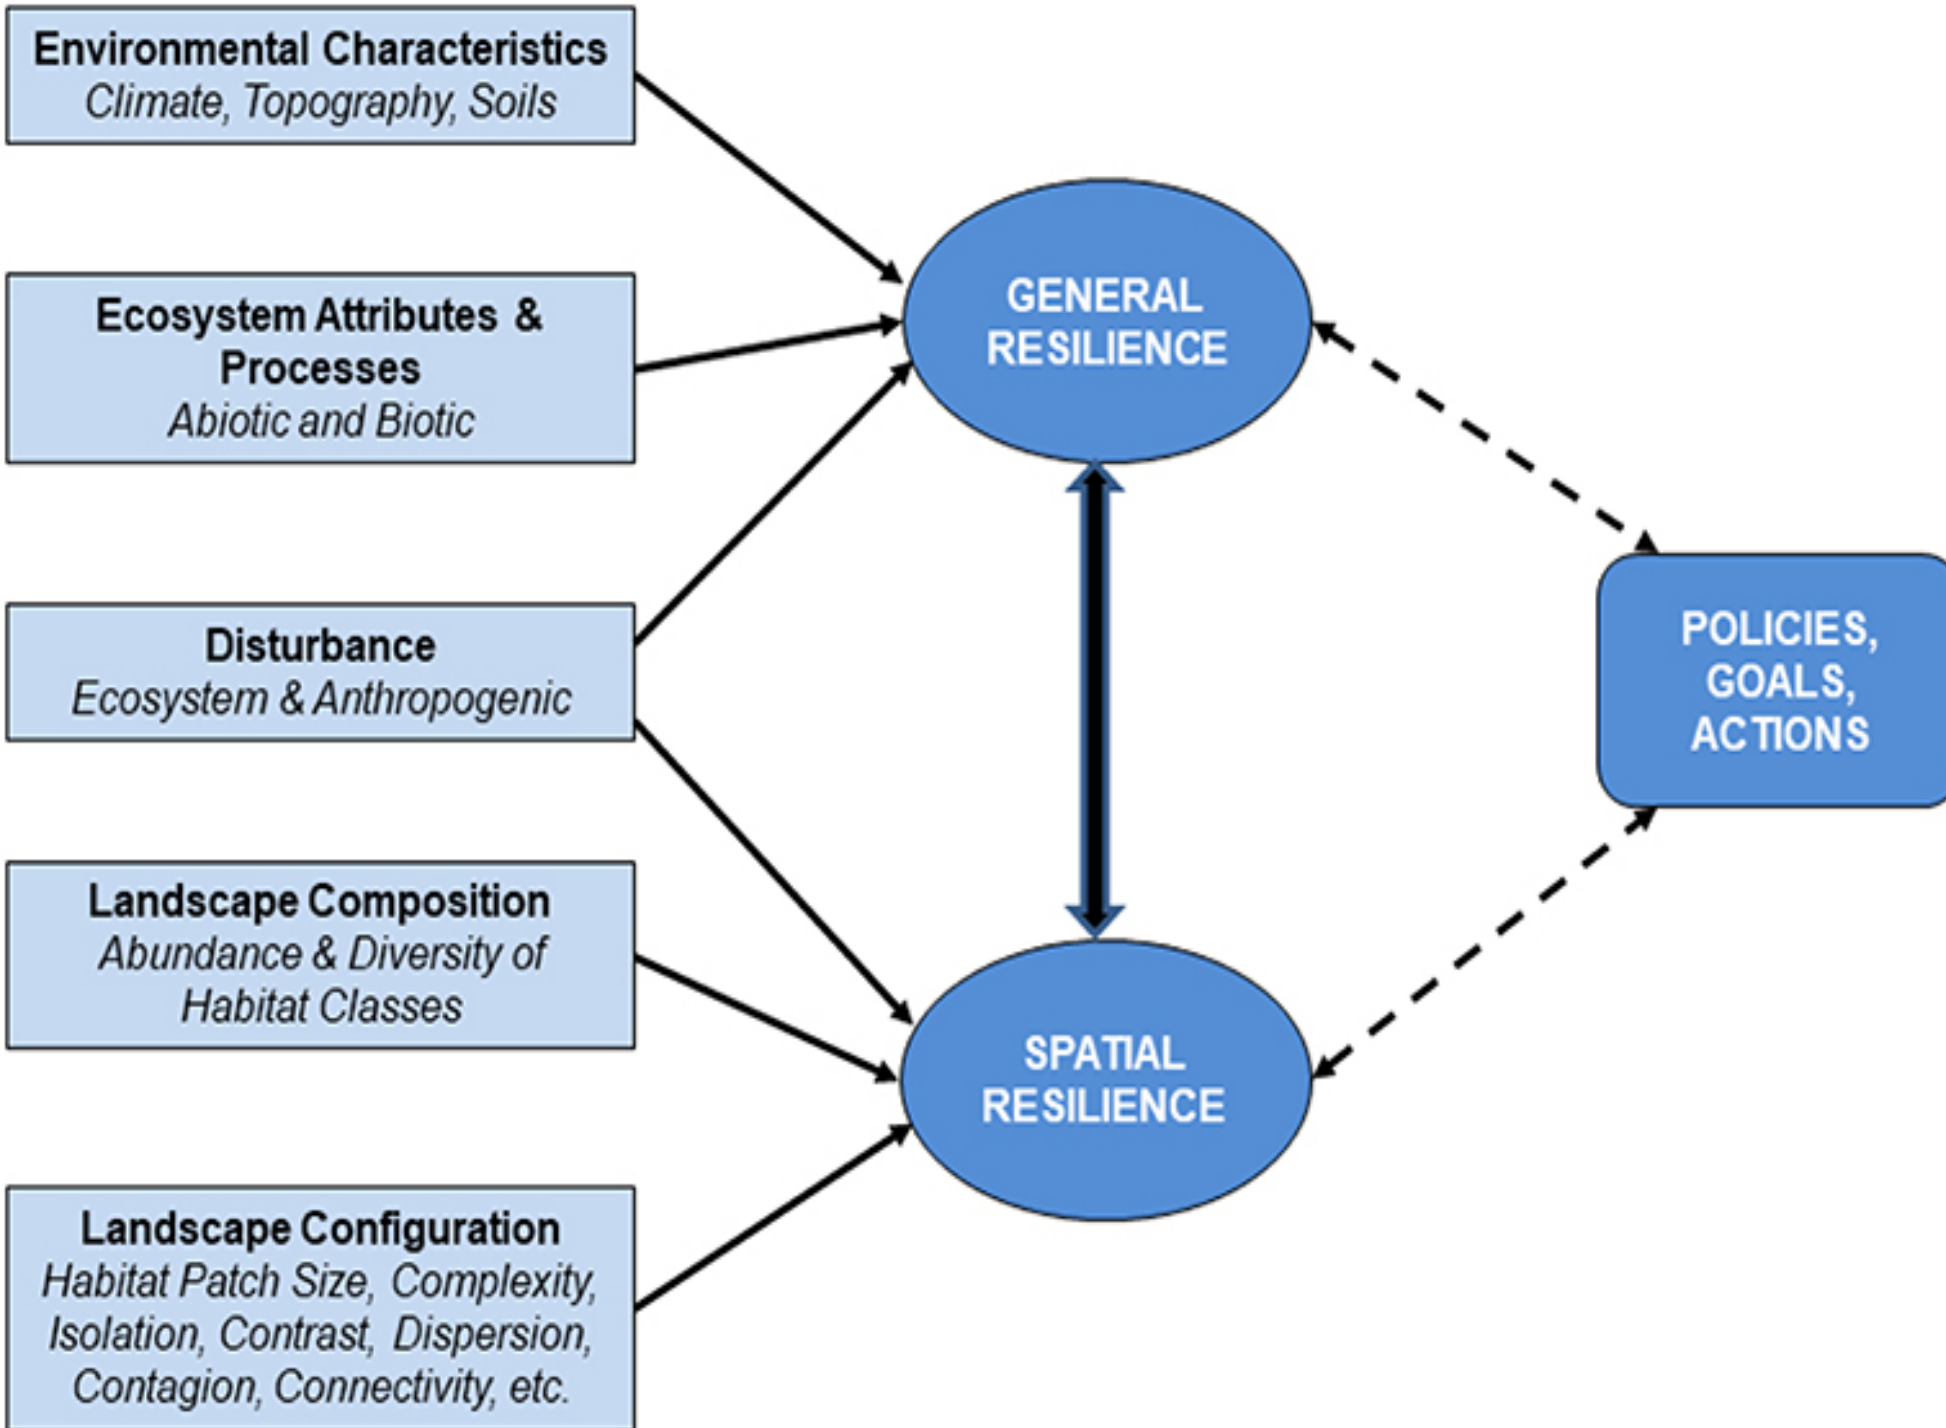 Environmental Characteristics
Climate, Topography, Soils
Ecosystem Attributes &
Processes
Abiotic and Biotic
Disturbance
Ecosystem & Anthropogenic
Landscape Composition
Abundance & Diversity of
Habitat Classes
Landscape Configuration
Habitat Patch Size, Complexity,
Isolation, Contrast, Dispersion,
Contagion, Connectivity, etc.
GENERAL
RESILIENCE
SPATIAL
RESILIENCE
POLICIES,
GOALS,
ACTIONS